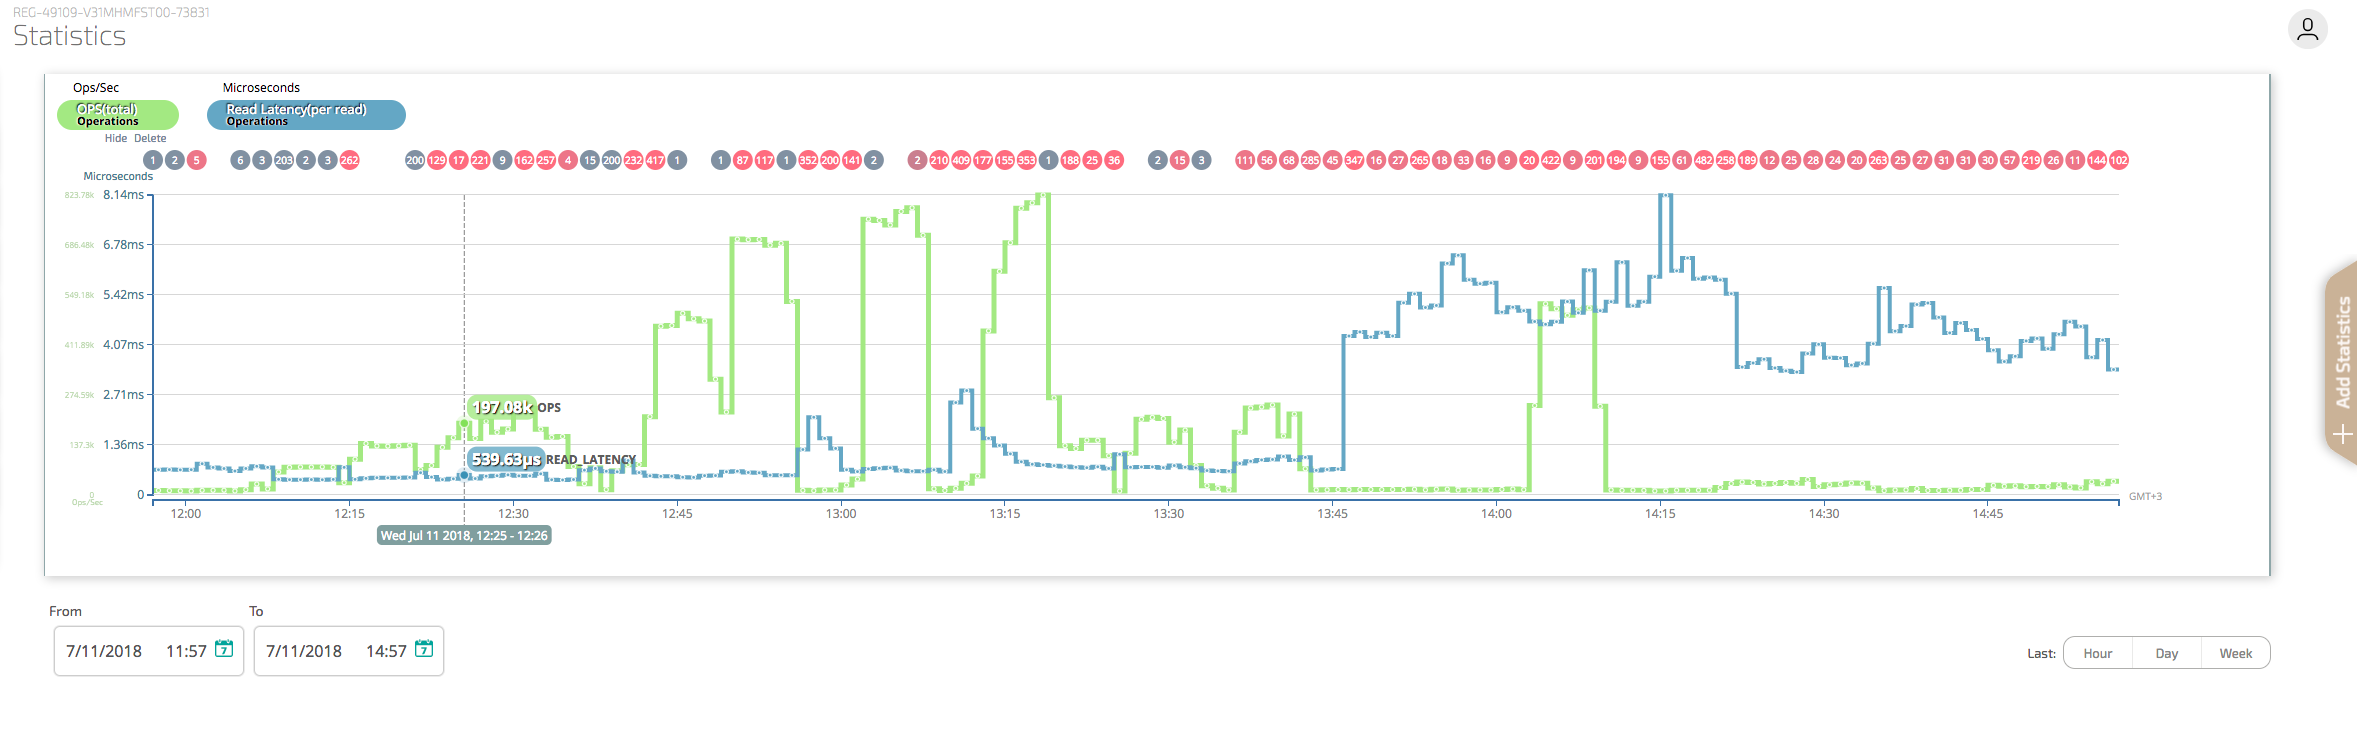 REG-49109-V31MHMFST00-73831
Statistics
Ops/Sec
Microseconds
OPS(total)
Operations
Read Latency(per read)
Operations
Hide Delete
1 2 5 6 3 203 2 3 262 200 129 17 221 9 162 257 4 15 200 232 417 1 1 87 117 1 352 200 141 2 2 210 409 177 155 353 1 188 25 36 2 15 3 111 56 68 285 45 347 16 27 265 18 33 16 9 20 422 9 201 194 9 155 61 482 258 189 12 25 28 24 20 263 25 27 31 31 30 57 219 26 11 144 102
Microseconds
823.78k 8.14ms
686.48k 6.78ms
549.18k 5.42ms
411.89k 4.07ms
274.59k 2.71ms
197.08k OPS
137.3k 1.36ms
539.63µs READ_LATENCY
0 0
Ops/Sec
GMT+3
12:00 12:15 12:30 12:45 13:00 13:15 13:30 13:45 14:00 14:15 14:30 14:45
Wed Jul 11 2018, 12:25 - 12:26
Add Statistics
From
To
7/11/2018 11:57 7
7/11/2018 14:57 7
Last: Hour Day Week